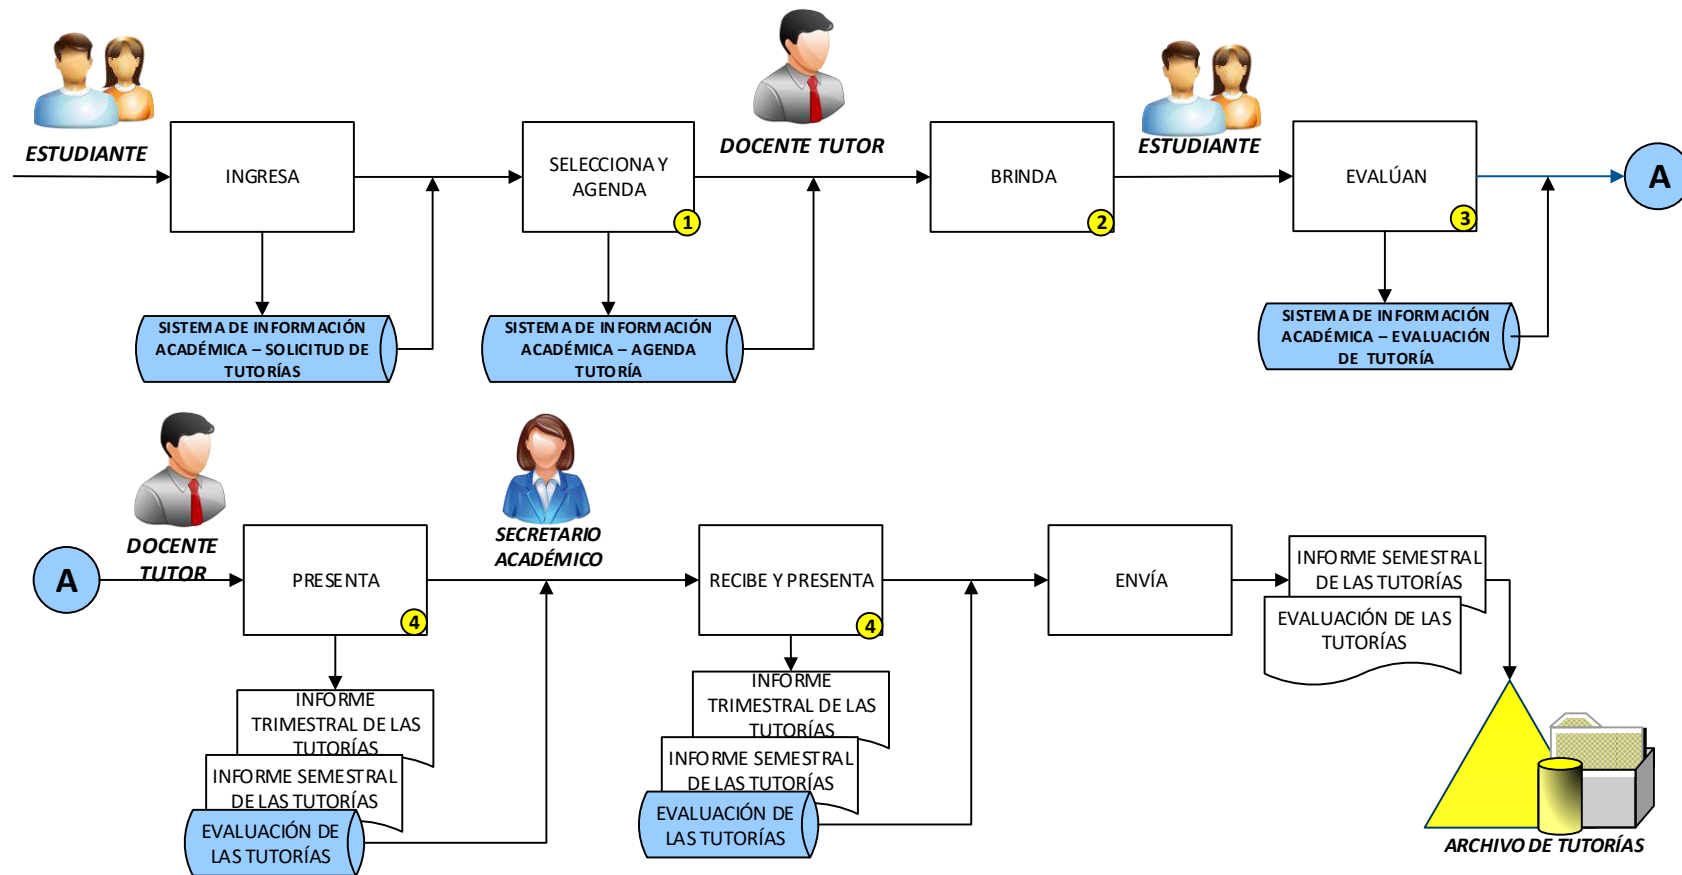 ESTUDIANTE
INGRESA
SISTEMA DE INFORMACIÓN
ACADÉMICA – SOLICITUD DE
TUTORÍAS
SELECCIONA Y
AGENDA
1
SISTEMA DE INFORMACIÓN
ACADÉMICA – AGENDA
TUTORÍA
DOCENTE TUTOR
BRINDA
2
ESTUDIANTE
EVALÚAN
3
SISTEMA DE INFORMACIÓN
ACADÉMICA – EVALUACIÓN
DE TUTORÍA
A
A
DOCENTE
TUTOR
PRESENTA
4
INFORME
TRIMESTRAL DE LAS
TUTORÍAS
INFORME SEMESTRAL
DE LAS TUTORÍAS
EVALUACIÓN DE
LAS TUTORÍAS
SECRETARIO
ACADÉMICO
RECIBE Y PRESENTA
4
INFORME
TRIMESTRAL DE LAS
TUTORÍAS
INFORME SEMESTRAL
DE LAS TUTORÍAS
EVALUACIÓN DE
LAS TUTORÍAS
ENVÍA
INFORME SEMESTRAL
DE LAS TUTORÍAS
EVALUACIÓN DE LAS
TUTORÍAS
ARCHIVO DE TUTORÍAS